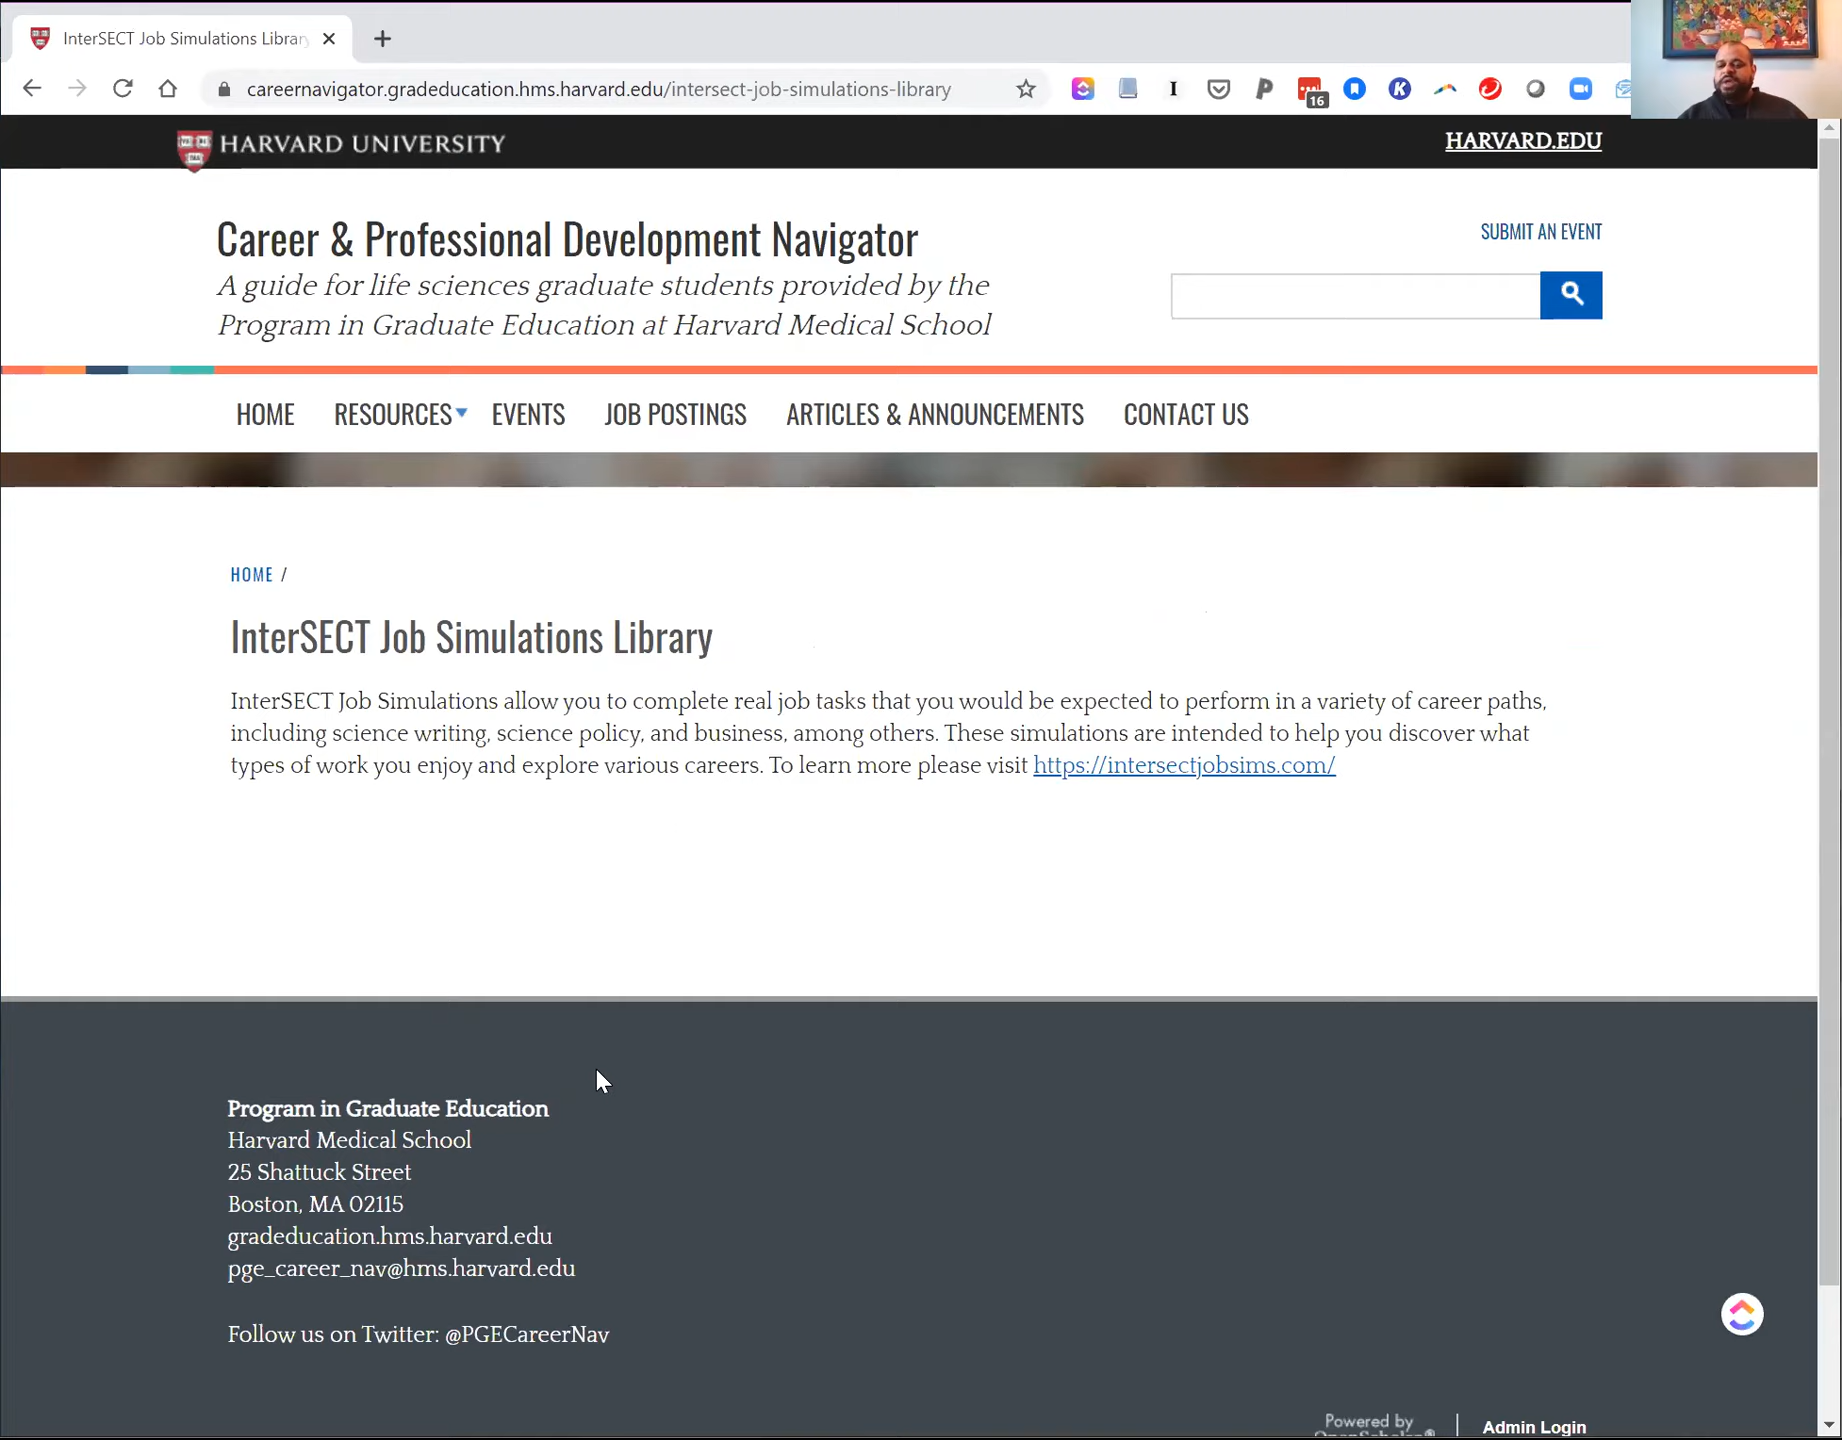 InterSECT Job Simulations Librar
careernavigator.gradeducation.hms.harvard.edu/intersect-job-simulations-library
16
HARVARD UNIVERSITY
HARVARD.EDU
Career & Professional Development Navigator
A guide for life sciences graduate students provided by the
Program in Graduate Education at Harvard Medical School
SUBMIT AN EVENT
HOME
RESOURCES
EVENTS
JOB POSTINGS
ARTICLES & ANNOUNCEMENTS
CONTACT US
HOME /
InterSECT Job Simulations Library
InterSECT Job Simulations allow you to complete real job tasks that you would be expected to perform in a variety of career paths,
including science writing, science policy, and business, among others. These simulations are intended to help you discover what
types of work you enjoy and explore various careers. To learn more please visit https://intersectjobsims.com/
Program in Graduate Education
Harvard Medical School
25 Shattuck Street
Boston, MA 02115
gradeducation.hms.harvard.edu
pge_career_nav@hms.harvard.edu
Follow us on Twitter: @PGECareerNav
Powered by
Admin Login